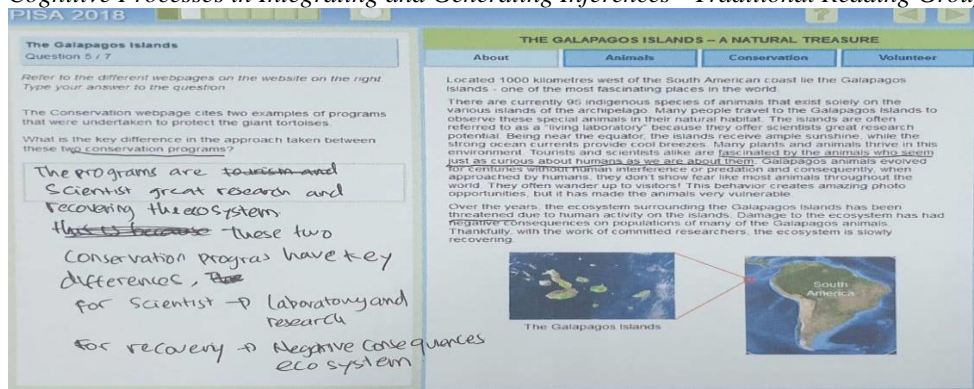 Cognitive Processes in Integrating and Generating Inferences - Traditional Reading Grou
PISA 2018
?
The Galapagos Islands
Question 5 / 7
Refer to the different webpages on the website on the right.
Type your answer to the question.
The Conservation webpage cites two examples of programs
that were undertaken to protect the giant tortoises.
What is the key difference in the approach taken between
these two conservation programs?
The programs are tourism and
Scientist great research and
recovering the ecosystem
this is because these two
conservation progras have key
differences, The
for scientist → laboratory and
research
for recovery → Negative consequences
eco system
THE GALAPAGOS ISLANDS – A NATURAL TREASURE
About Animals Conservation Volunteer
Located 1000 kilometres west of the South American coast lie the Galapagos
Islands - one of the most fascinating places in the world.
There are currently 95 indigenous species of animals that exist solely on the
various islands of the archipelago. Many people travel to the Galapagos Islands to
observe these special animals in their natural habitat. The islands are often
referred to as a "living laboratory" because they offer scientists great research
potential. Being near the equator, the islands receive ample sunshine, while the
strong ocean currents provide cool breezes. Many plants and animals thrive in this
environment. Tourists and scientists alike are fascinated by the animals who seem
just as curious about humans as we are about them. Galapagos animals evolved
for centuries without human interference or predation and consequently, when
approached by humans, they don't show fear like most animals throughout the
world. They often wander up to visitors! This behavior creates amazing photo
opportunities, but it has made the animals very vulnerable.
Over the years, the ecosystem surrounding the Galapagos Islands has been
threatened due to human activity on the islands. Damage to the ecosystem has had
negative consequences on populations of many of the Galapagos animals.
Thankfully, with the work of committed researchers, the ecosystem is slowly
recovering.
South
America
The Galapagos Islands